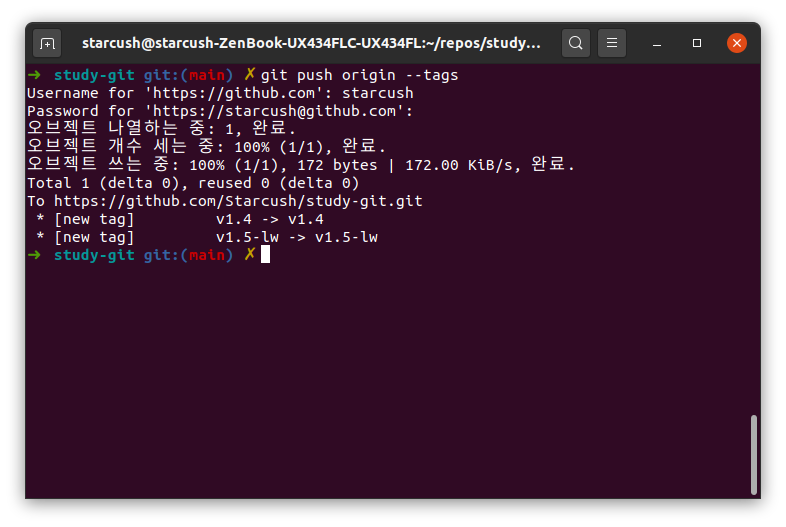 starcush@starcush-ZenBook-UX434FLC-UX434FL:~/repos/study...
➜  study-git git:(main) ✗ git push origin --tags
Username for 'https://github.com': starcush
Password for 'https://starcush@github.com':
오브젝트 나열하는 중: 1, 완료.
오브젝트 개수 세는 중: 100% (1/1), 완료.
오브젝트 쓰는 중: 100% (1/1), 172 bytes | 172.00 KiB/s, 완료.
Total 1 (delta 0), reused 0 (delta 0)
To https://github.com/Starcush/study-git.git
 * [new tag]         v1.4 -> v1.4
 * [new tag]         v1.5-lw -> v1.5-lw
➜  study-git git:(main) ✗